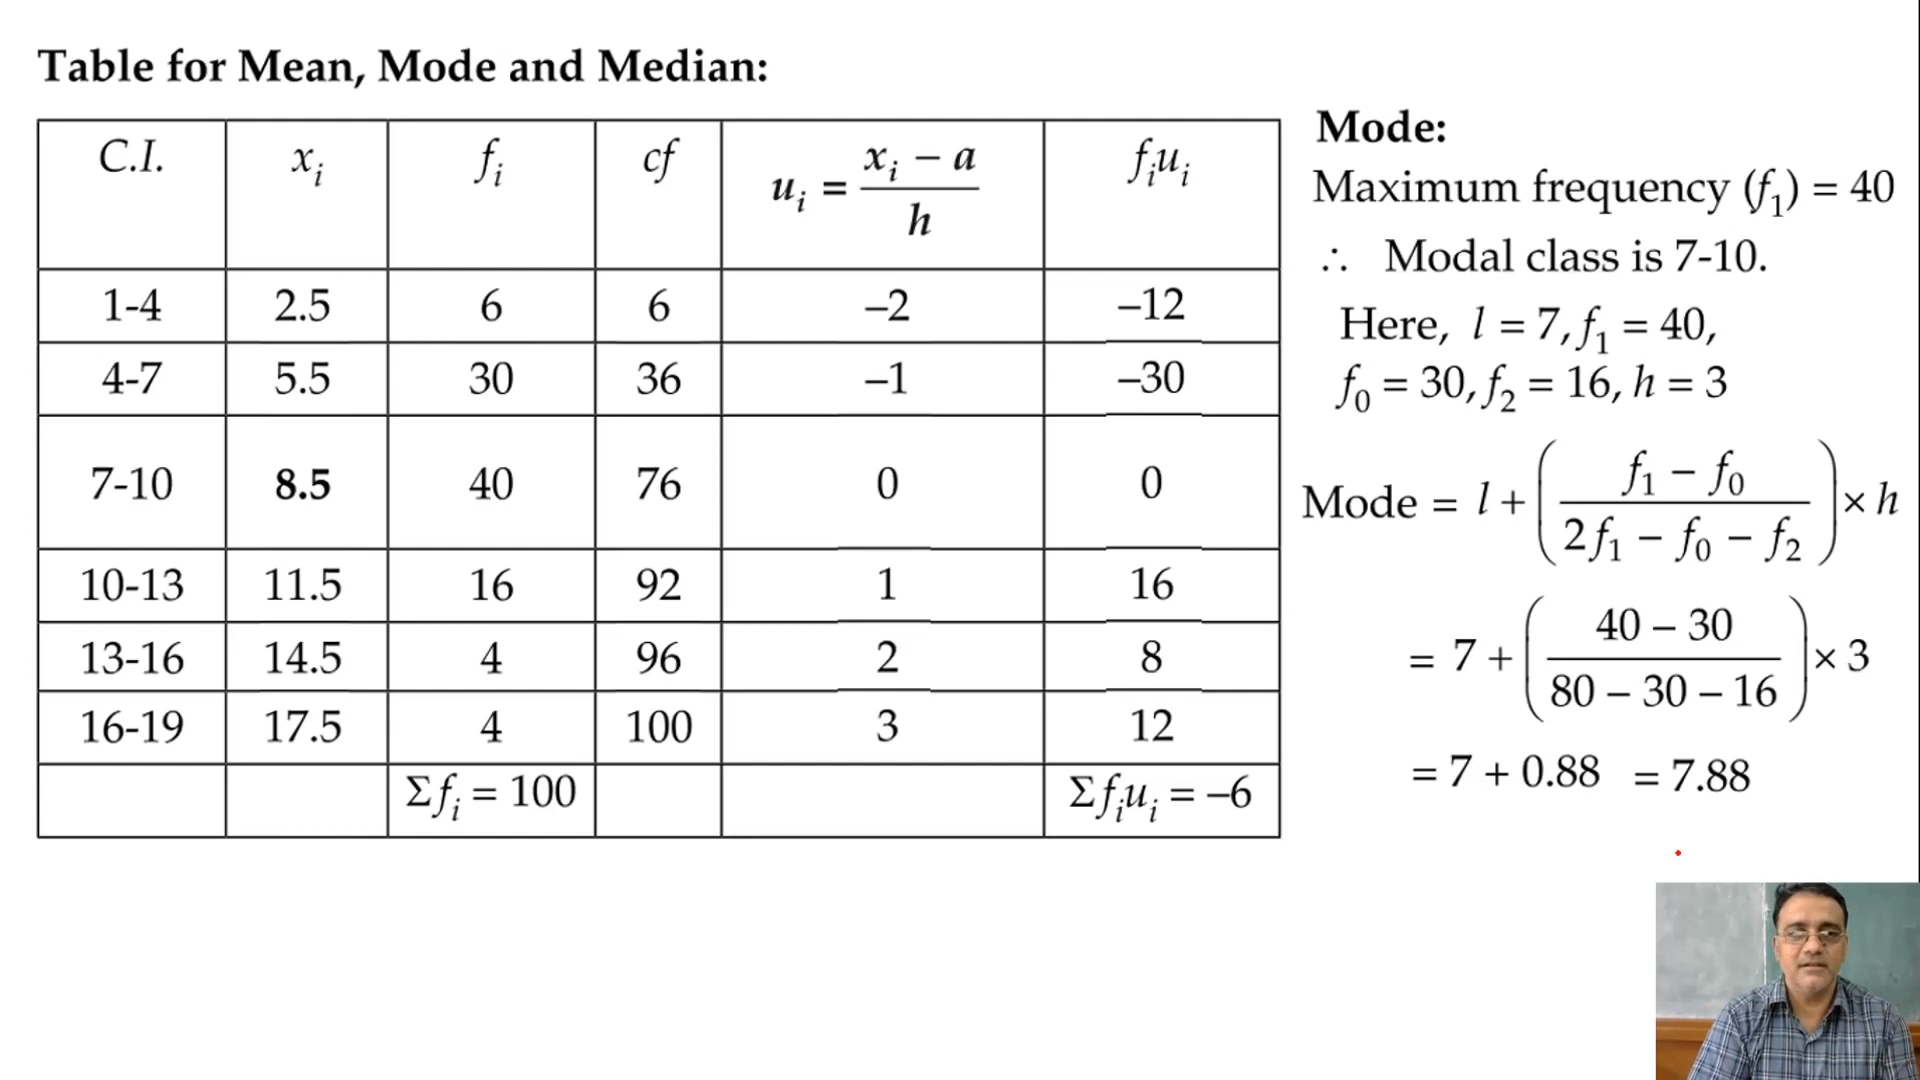 Table for Mean, Mode and Median:
C.I. xᵢ fᵢ cf uᵢ = (xᵢ – a)/h fᵢuᵢ
1-4 2.5 6 6 –2 –12
4-7 5.5 30 36 –1 –30
7-10 8.5 40 76 0 0
10-13 11.5 16 92 1 16
13-16 14.5 4 96 2 8
16-19 17.5 4 100 3 12
Σfᵢ = 100 Σfᵢuᵢ = –6
Mode:
Maximum frequency (f₁) = 40
∴ Modal class is 7-10.
Here, l = 7, f₁ = 40,
f₀ = 30, f₂ = 16, h = 3
Mode = l + ((f₁ – f₀)/(2f₁ – f₀ – f₂)) × h
= 7 + ((40 – 30)/(80 – 30 – 16)) × 3
= 7 + 0.88 = 7.88